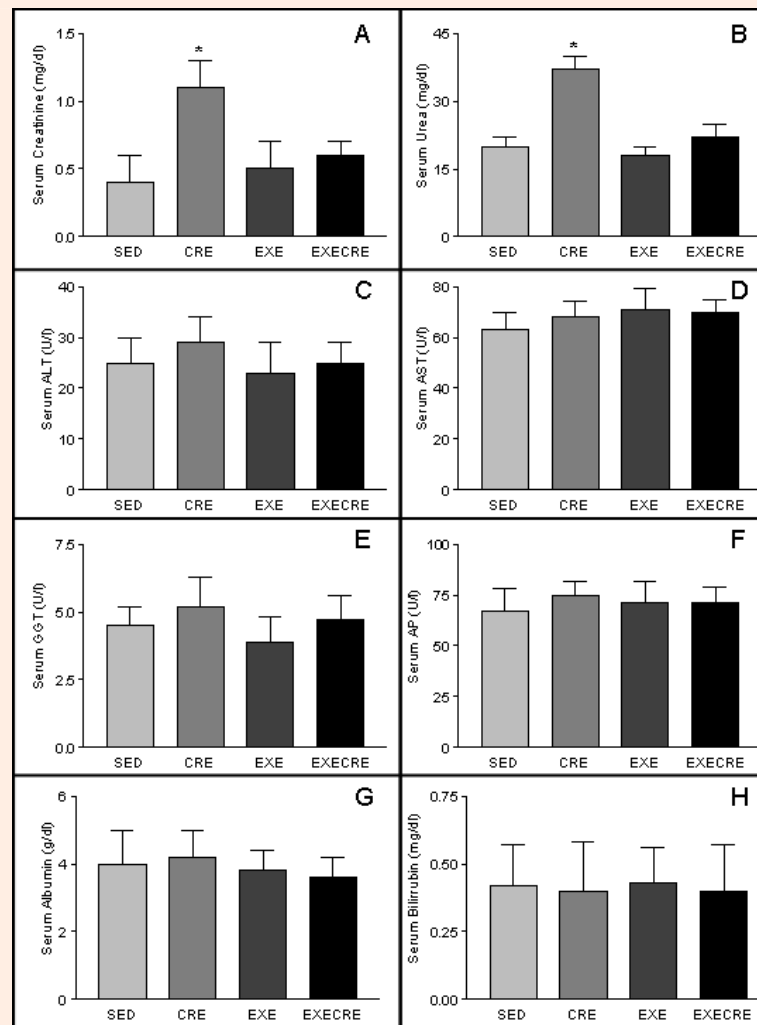 A
Serum Creatinine (mg/dl)
1.5
1.0
0.5
0.0
*
SED CRE EXE EXECRE
B
Serum Urea (mg/dl)
45
30
15
0
*
SED CRE EXE EXECRE
C
Serum ALT (U/l)
40
30
20
10
0
SED CRE EXE EXECRE
D
Serum AST (U/l)
80
60
40
20
0
SED CRE EXE EXECRE
E
Serum GGT (U/l)
7.5
5.0
2.5
0.0
SED CRE EXE EXECRE
F
Serum AP (U/l)
100
75
50
25
0
SED CRE EXE EXECRE
G
Serum Albumin (g/dl)
6
4
2
0
SED CRE EXE EXECRE
H
Serum Bilirrubin (mg/dl)
0.75
0.50
0.25
0.00
SED CRE EXE EXECRE